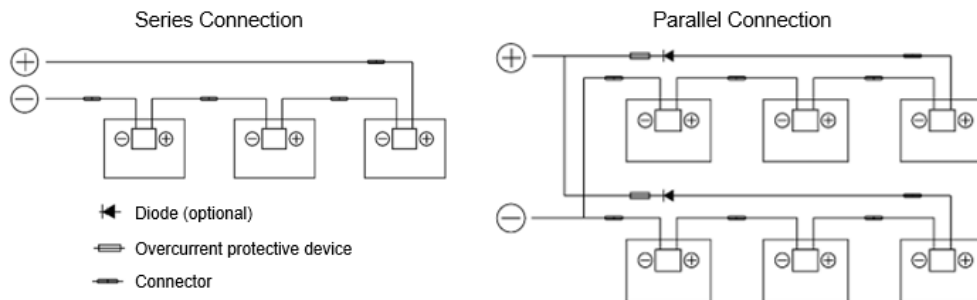 Series Connection
Parallel Connection
+
−
− +
− +
− +
Diode (optional)
Overcurrent protective device
Connector
+
− +
− +
− +
−
− +
− +
− +